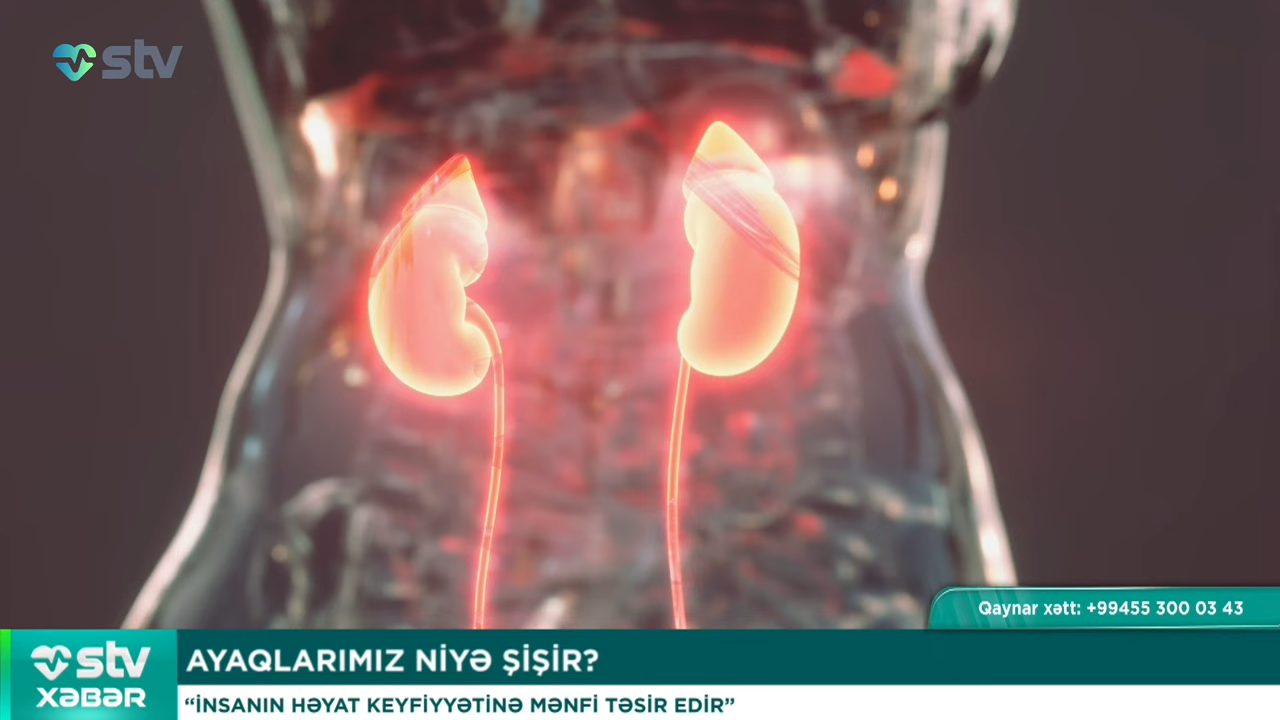 stv
Qaynar xətt: +99455 300 03 43
stv
XƏBƏR
AYAQLARIMIZ NİYƏ ŞİŞİR?
“İNSANIN HƏYAT KEYFİYYƏTİNƏ MƏNFİ TƏSİR EDİR”